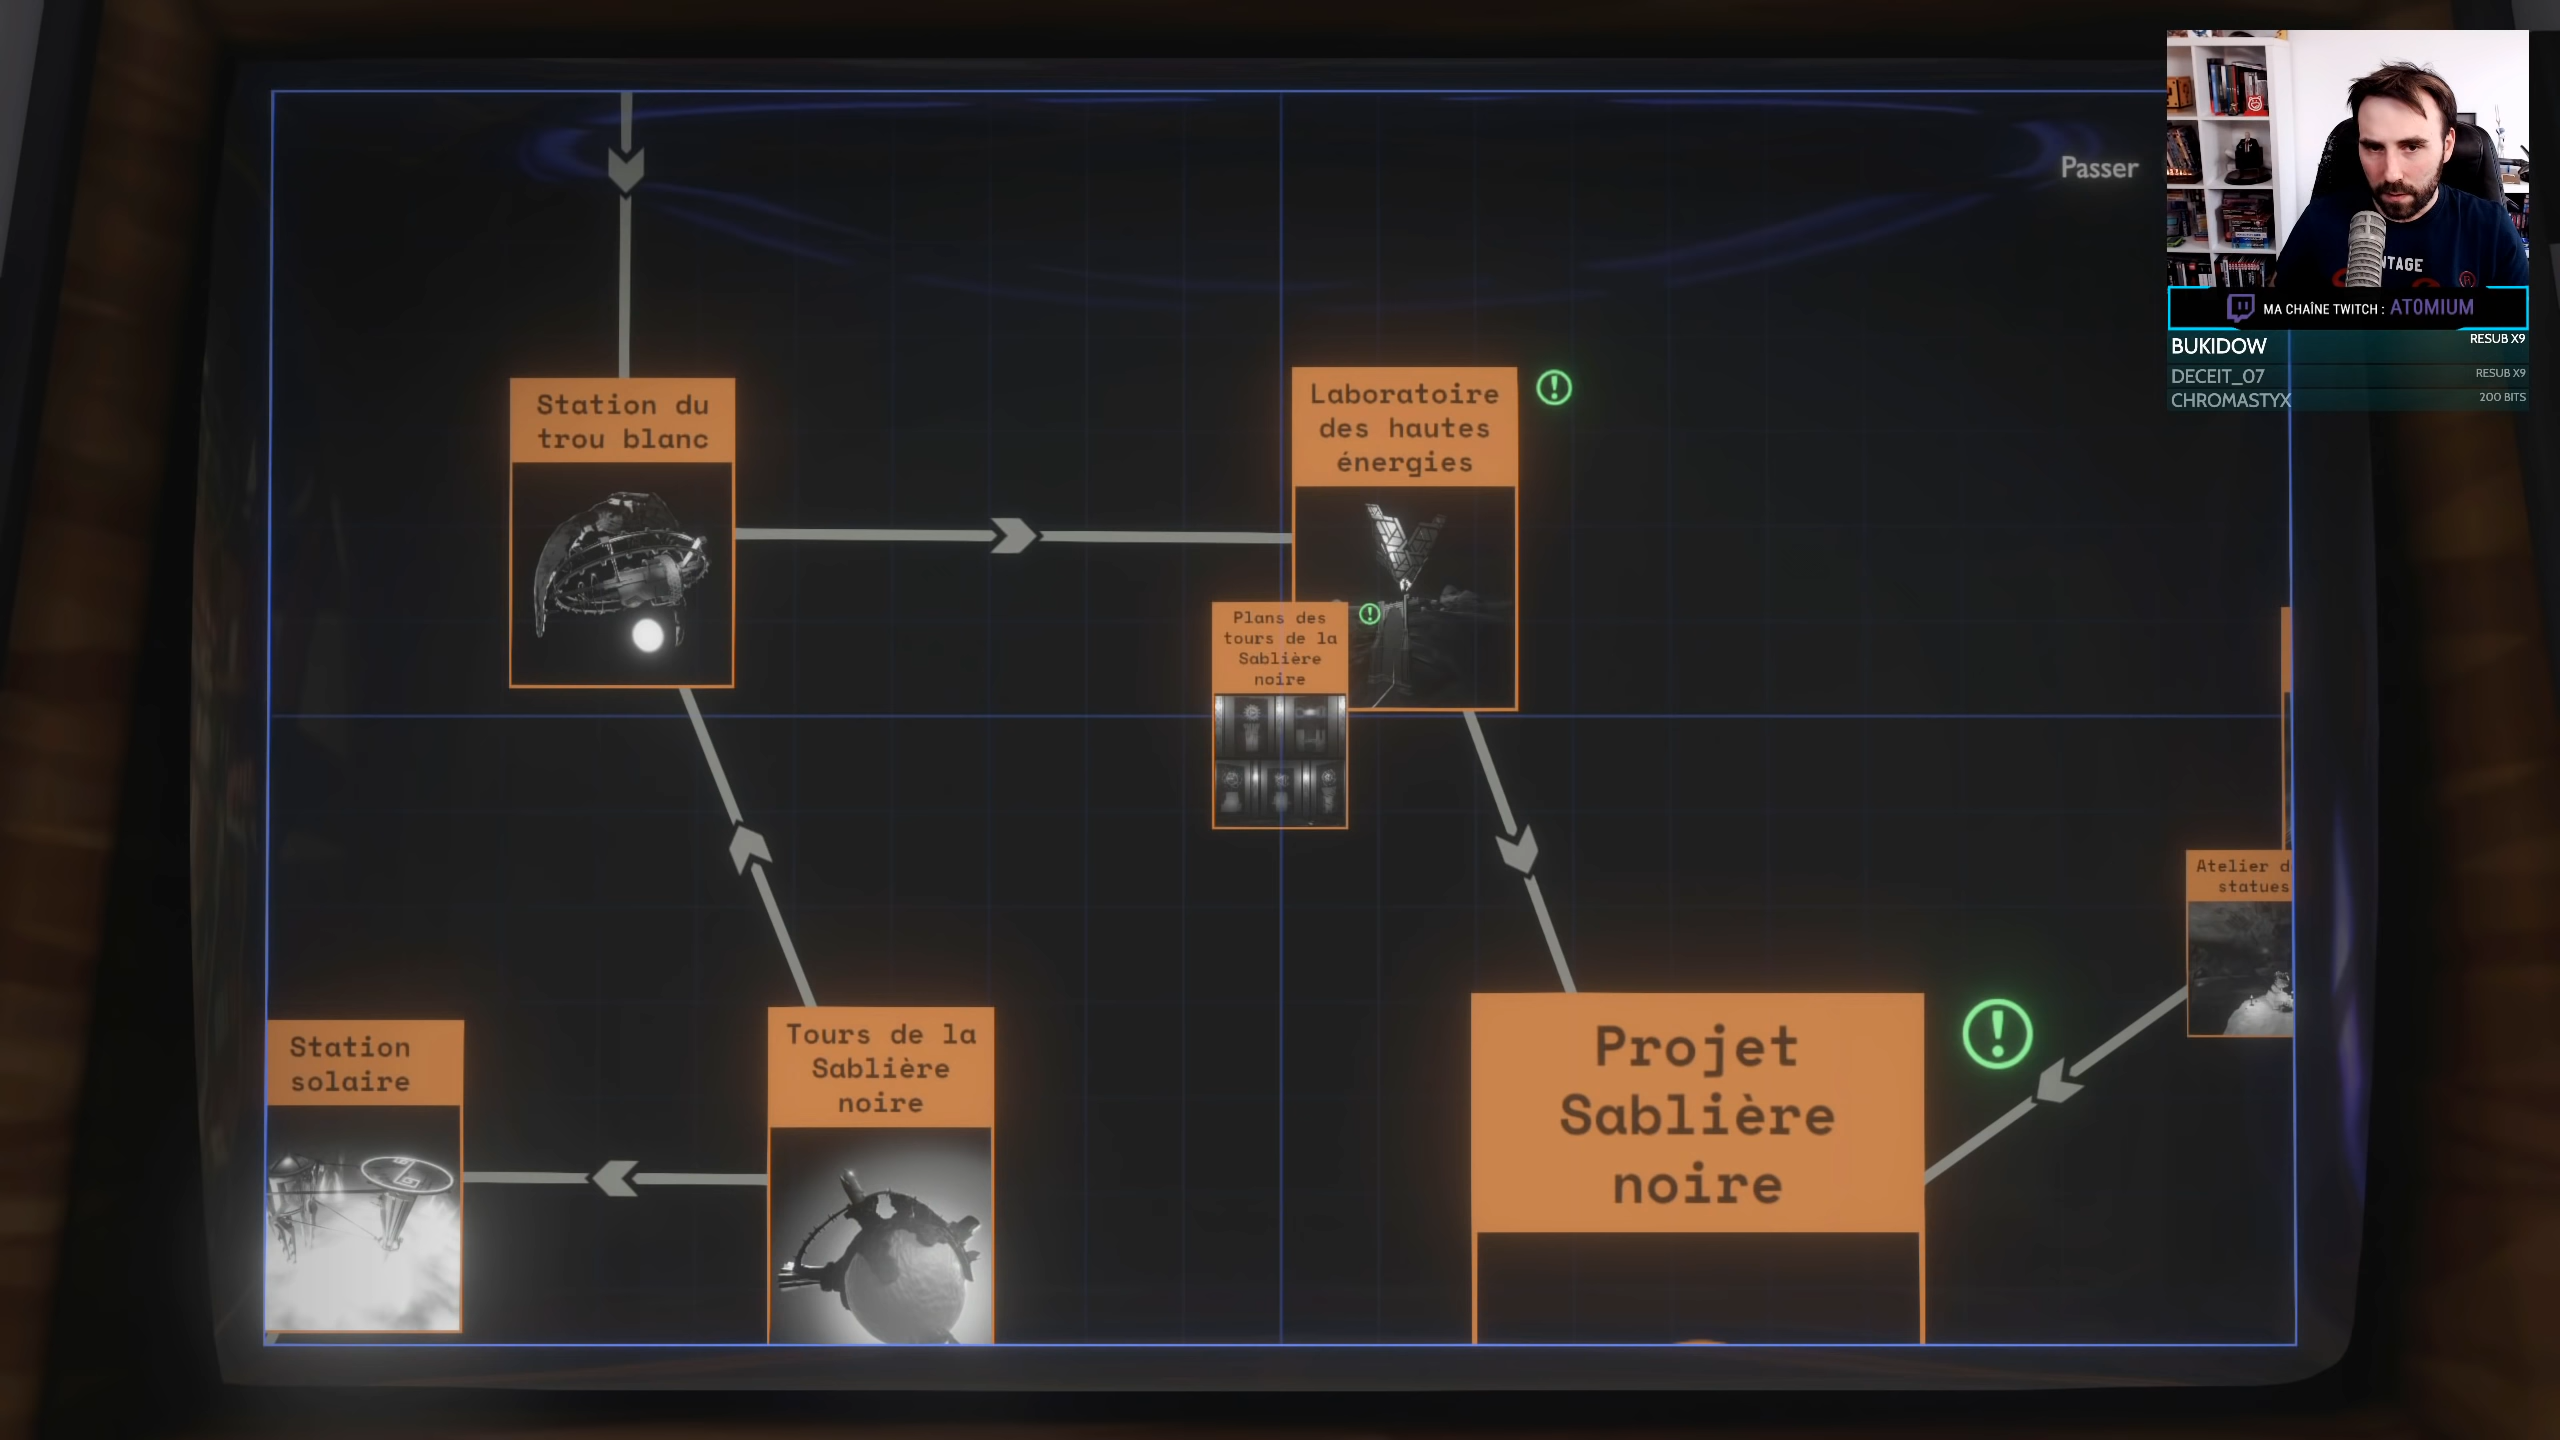 Passer
NTAGE
MA CHAÎNE TWITCH : AT0MIUM
BUKIDOW RESUB X9
DECEIT_07 RESUB X9
CHROMASTYX 200 BITS
Station du
trou blanc
Laboratoire
des hautes
énergies
Plans des
tours de la
Sablière
noire
Atelier d
statues
Station
solaire
Tours de la
Sablière
noire
Projet
Sablière
noire